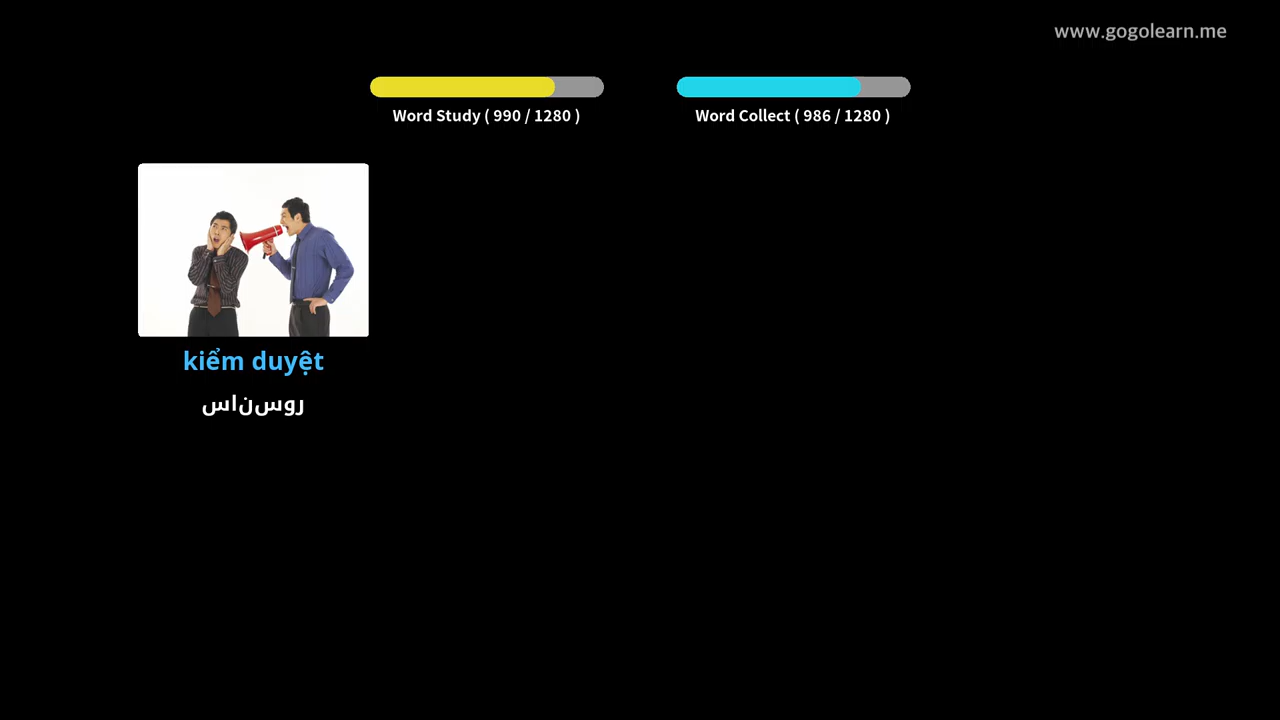 www.gogolearn.me
Word Study ( 990 / 1280 )
Word Collect ( 986 / 1280 )
kiểm duyệt
روسناس